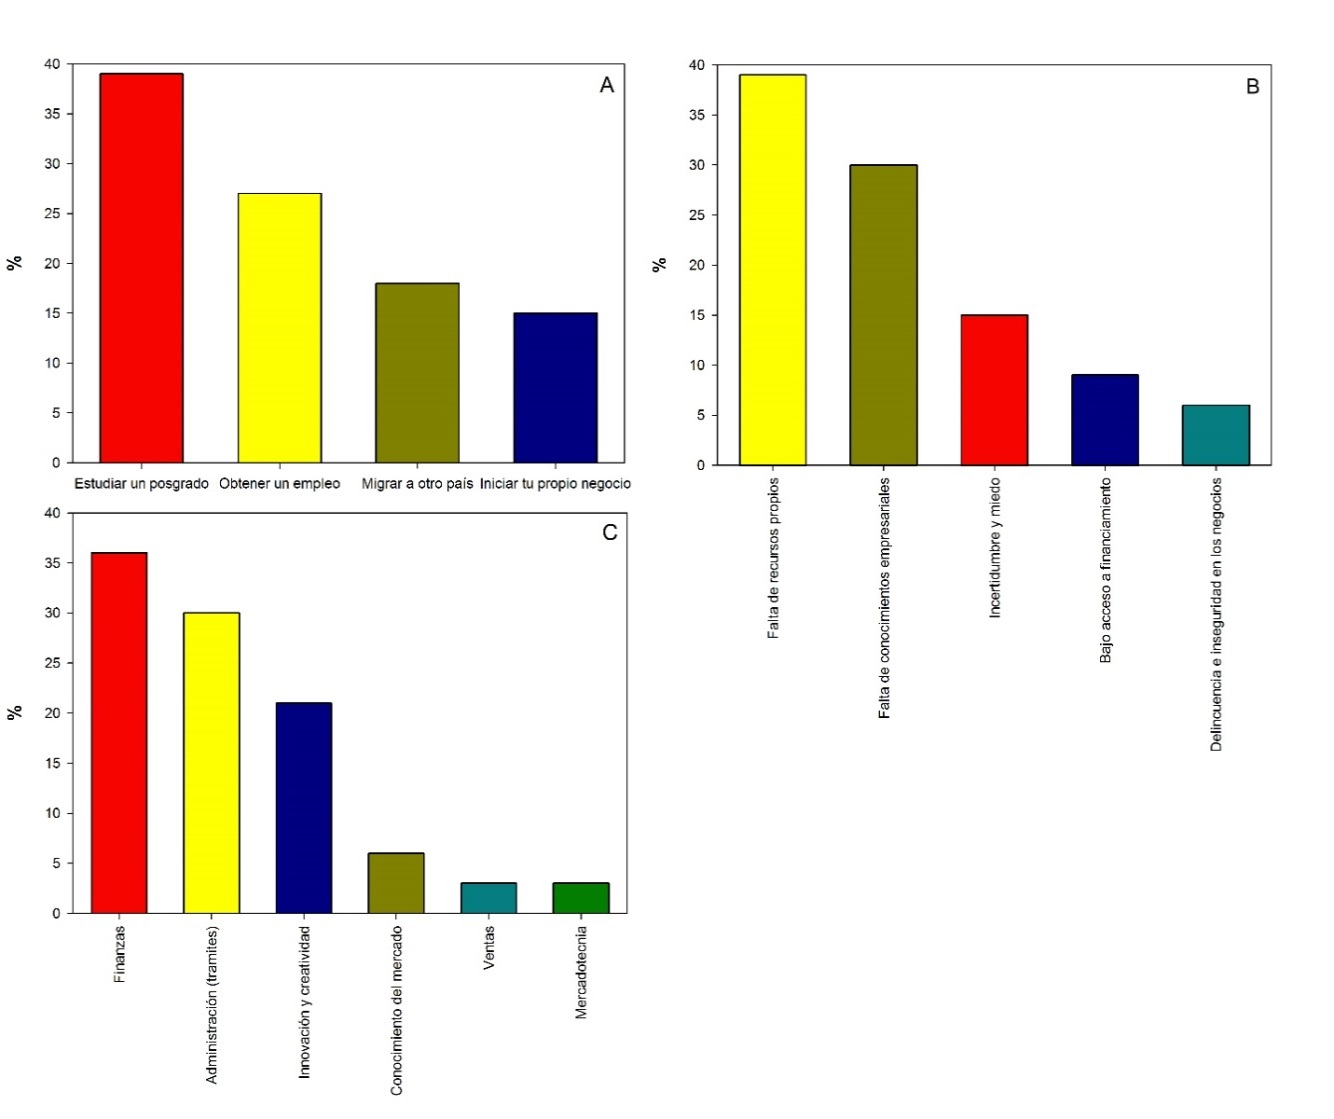 A
40
35
30
25
20
15
10
5
0
%
Estudiar un posgrado
Obtener un empleo
Migrar a otro país
Iniciar tu propio negocio
B
40
35
30
25
20
15
10
5
0
%
Falta de recursos propios
Falta de conocimientos empresariales
Incertidumbre y miedo
Bajo acceso a financiamiento
Delincuencia e inseguridad en los negocios
C
40
35
30
25
20
15
10
5
0
%
Finanzas
Administración (tramites)
Innovación y creatividad
Conocimiento del mercado
Ventas
Mercadotecnia